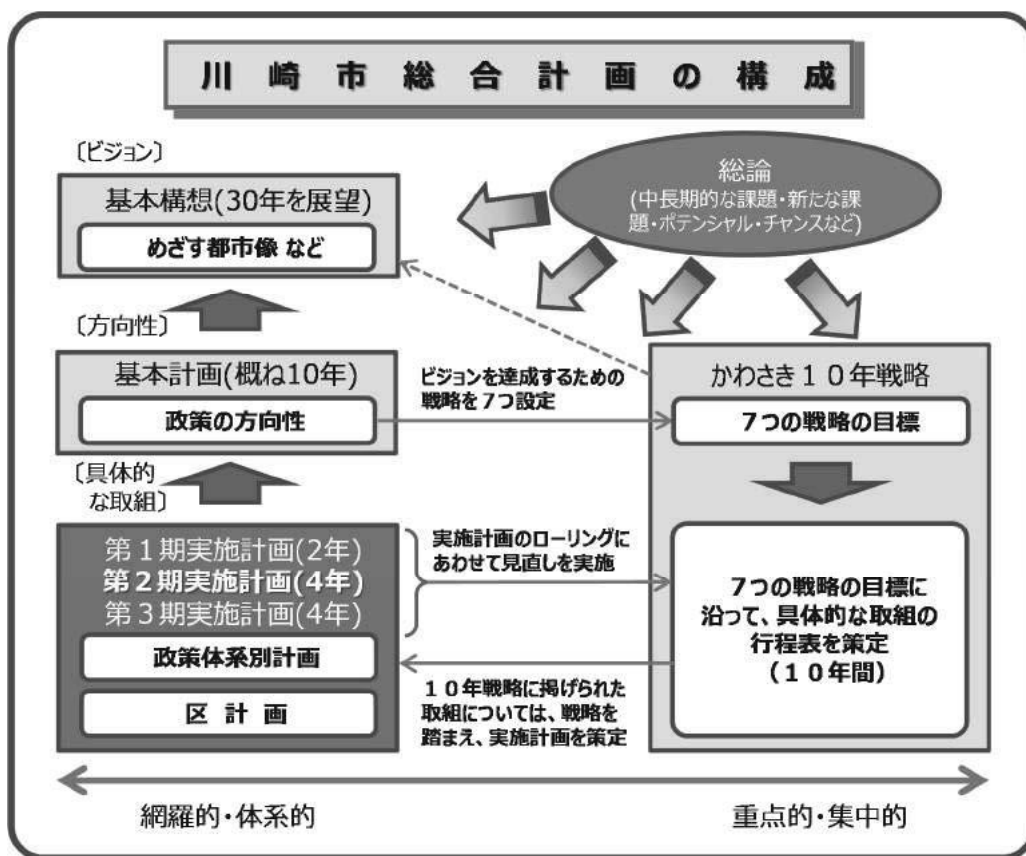 川崎市総合計画の構成
〔ビジョン〕
基本構想(30年を展望)
めざす都市像 など
総論
(中長期的な課題・新たな課
題・ポテンシャル・チャンスなど)
〔方向性〕
基本計画(概ね10年)
政策の方向性
ビジョンを達成するための
戦略を7つ設定
かわさき10年戦略
7つの戦略の目標
〔具体的
な取組〕
第1期実施計画(2年)
第2期実施計画(4年)
第3期実施計画(4年)
政策体系別計画
区 計 画
実施計画のローリングに
あわせて見直しを実施
7つの戦略の目標に
沿って、具体的な取組の
行程表を策定
(10年間)
10年戦略に掲げられた
取組については、戦略を
踏まえ、実施計画を策定
網羅的・体系的
重点的・集中的